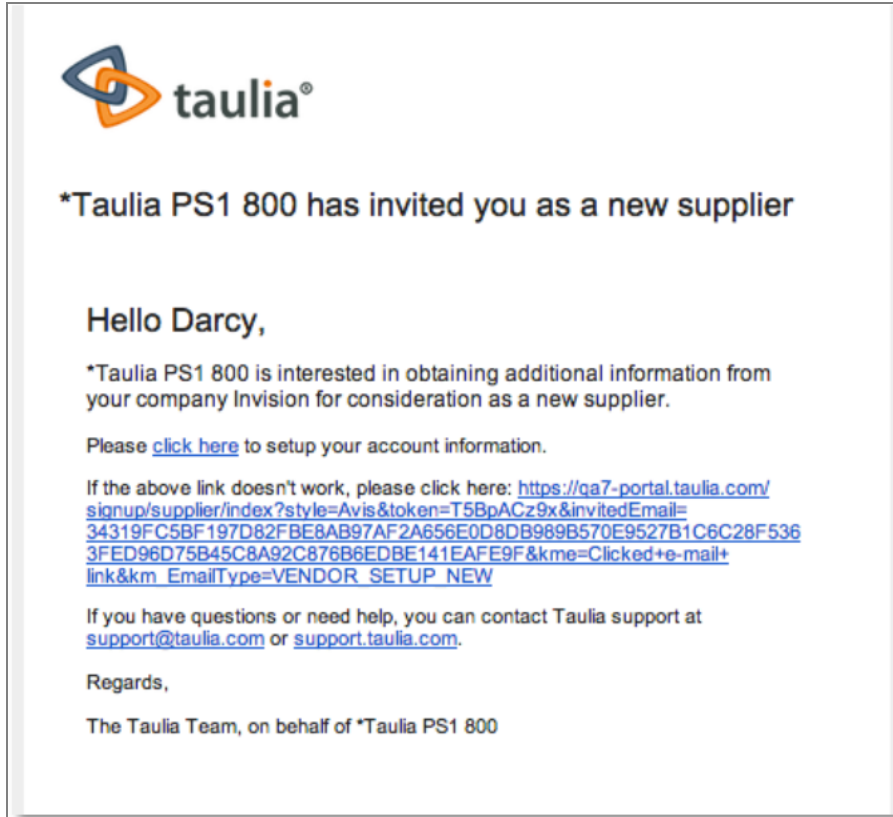 taulia®
*Taulia PS1 800 has invited you as a new supplier
Hello Darcy,
*Taulia PS1 800 is interested in obtaining additional information from
your company Invision for consideration as a new supplier.
Please click here to setup your account information.
If the above link doesn't work, please click here: https://qa7-portal.taulia.com/
signup/supplier/index?style=Avis&token=T5BpACz9x&invitedEmail=
34319FC5BF197D82FBE8AB97AF2A656E0D8DB989B570E9527B1C6C28F536
3FED96D75B45C8A92C876B6EDBE141EAFE9F&kme=Clicked+e-mail+
link&km_EmailType=VENDOR_SETUP_NEW
If you have questions or need help, you can contact Taulia support at
support@taulia.com or support.taulia.com.
Regards,
The Taulia Team, on behalf of *Taulia PS1 800